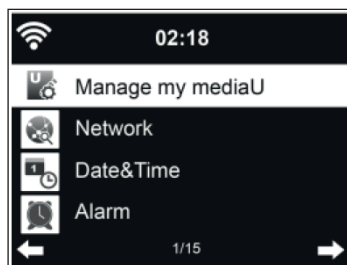 02:18
Manage my mediaU
Network
Date&Time
Alarm
1/15